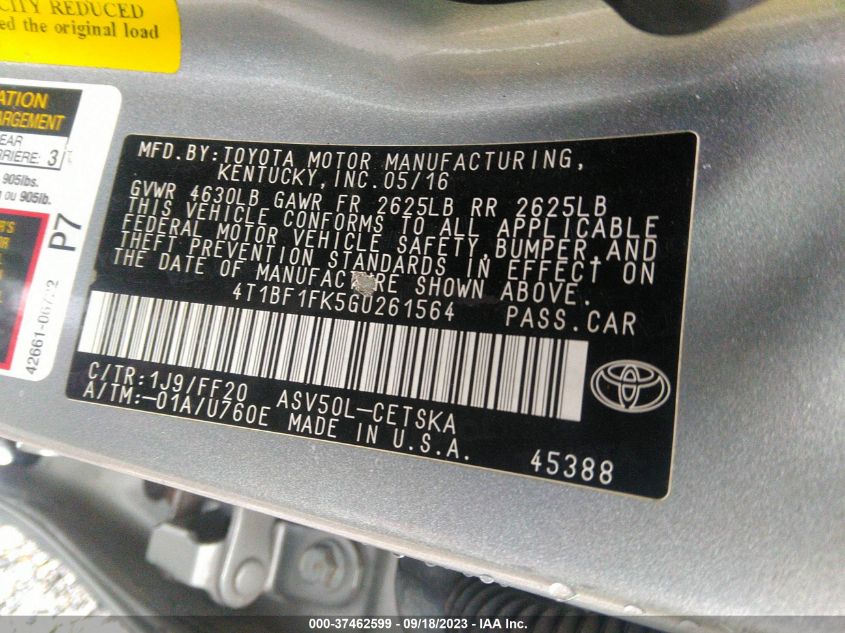 CITY REDUCED
ed the original load
ATION
ARGEMENT
EAR
RRIERE: 3
905lbs.
n ou 905lb.
R'S
OR
P7
MFD.BY:TOYOTA MOTOR MANUFACTURING,
KENTUCKY,INC.05/16
GVWR 4630LB GAWR FR 2625LB RR 2625LB
THIS VEHICLE CONFORMS TO ALL APPLICABLE
FEDERAL MOTOR VEHICLE SAFETY,BUMPER,AND
THEFT PREVENTION STANDARDS IN EFFECT ON
THE DATE OF MANUFACTURE SHOWN ABOVE.
4T1BF1FK5GU261564 PASS.CAR
C/TR:1J9/FF20 ASV50L-CETSKA
A/TM:-01A/U760E MADE IN U.S.A.
45388
000-37462599 - 09/18/2023 - IAA Inc.